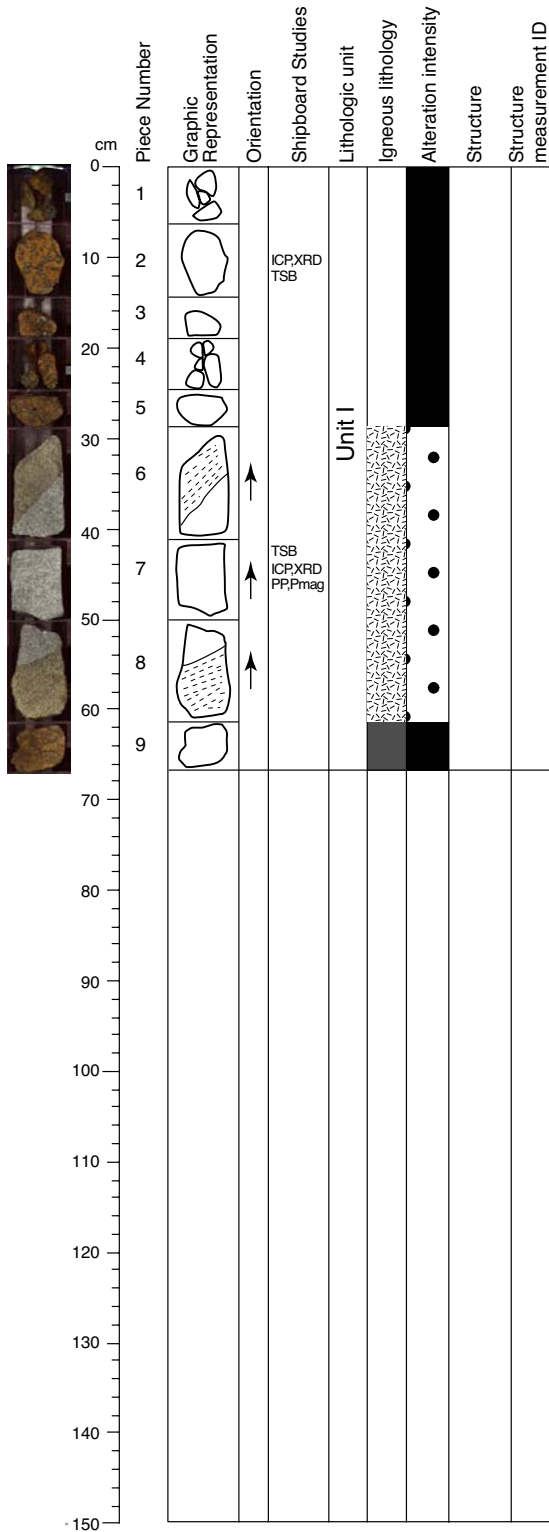 cm
Piece Number
Graphic
Representation
Orientation
Shipboard Studies
Lithologic unit
Igneous lithology
Alteration intensity
Structure
Structure
measurement ID
0
1
10
2
ICP,XRD
TSB
3
20
4
5
30
Unit I
6
40
7
TSB
ICP,XRD
PP,Pmag
50
8
60
9
70
80
90
100
110
120
130
140
150